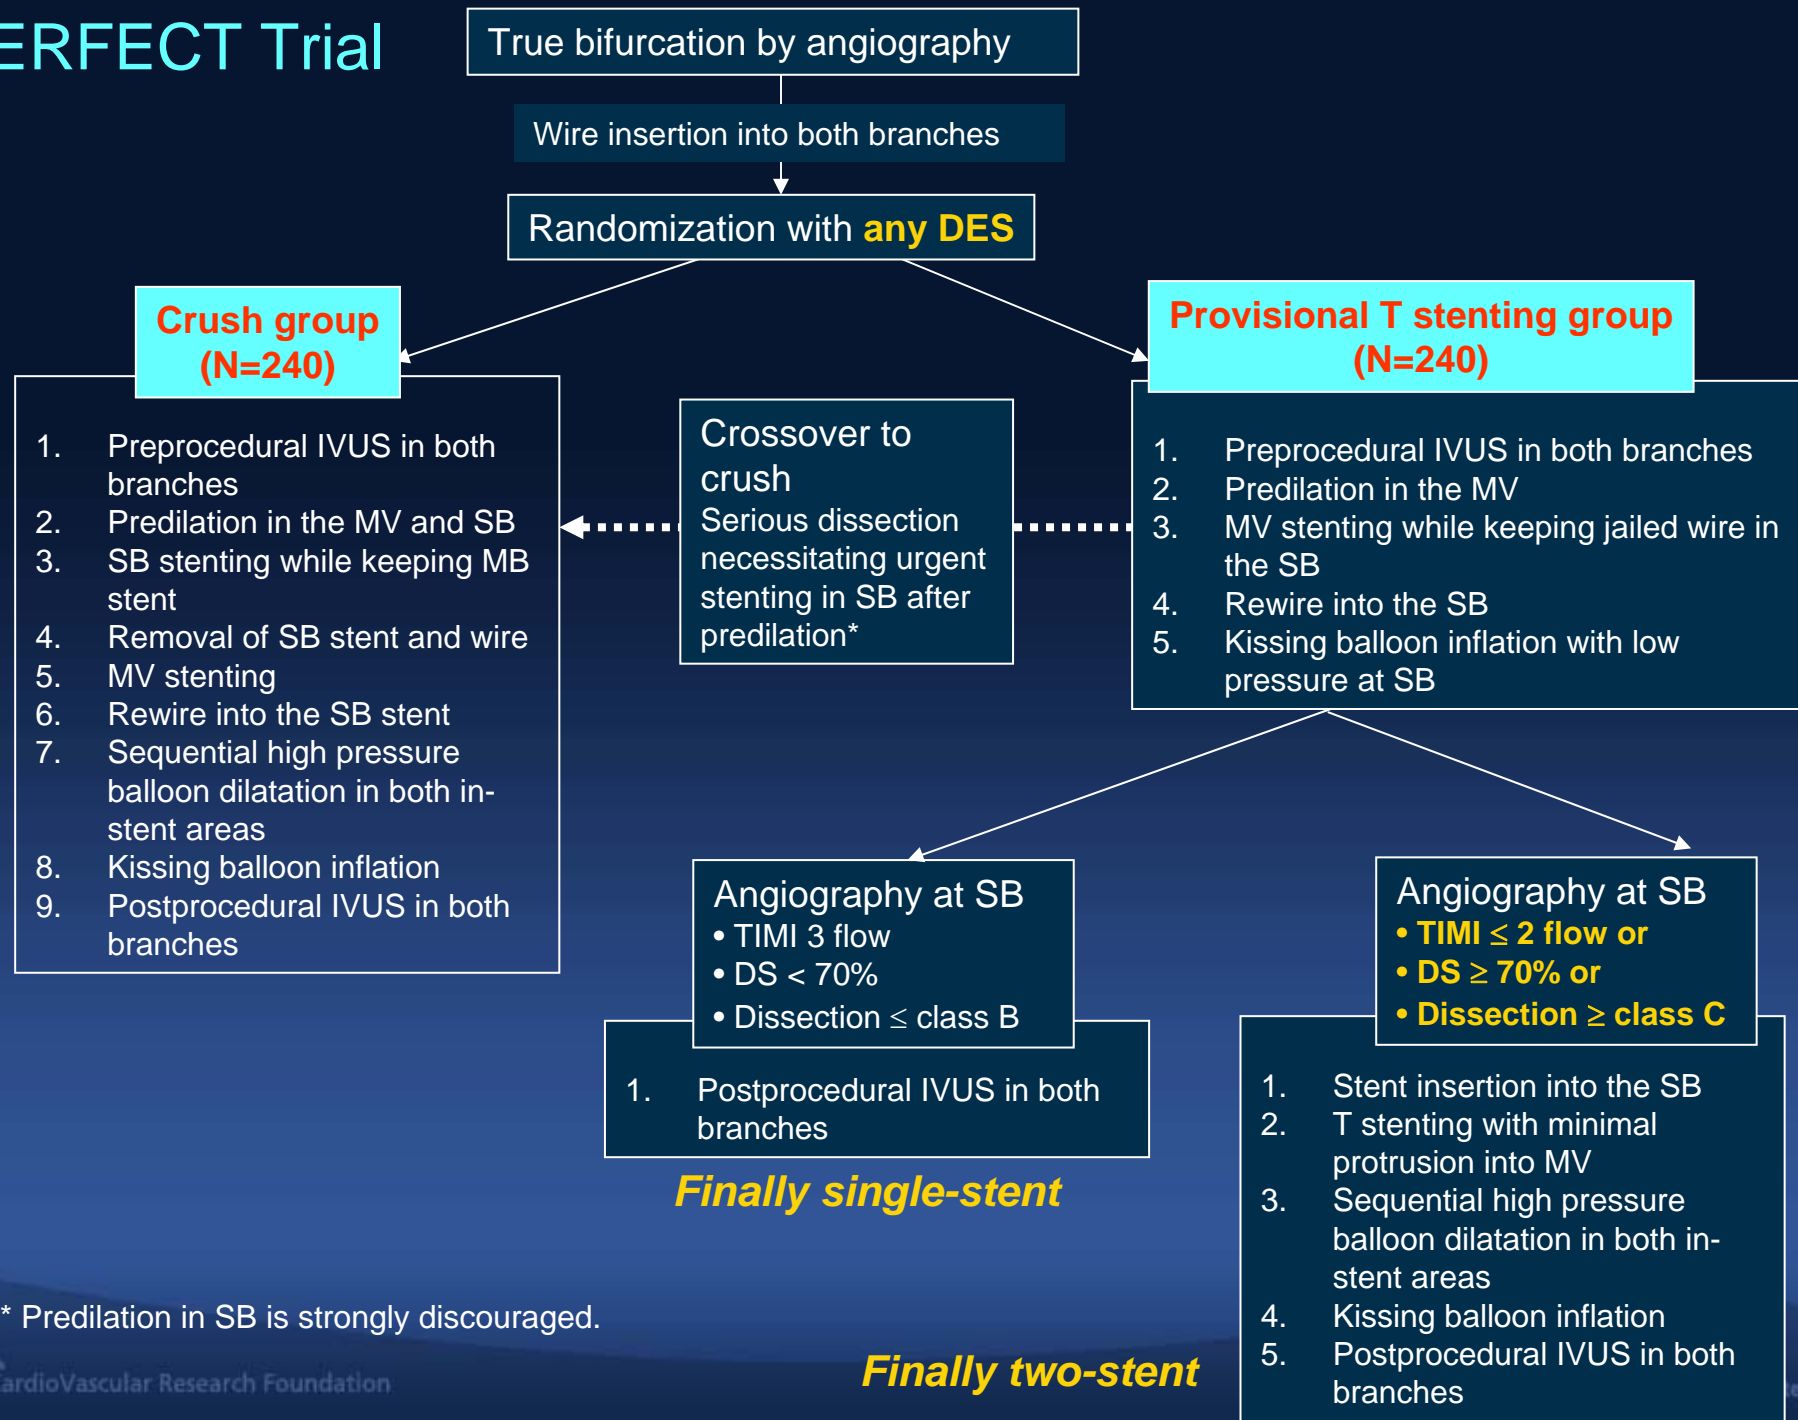 ERFECT Trial
True bifurcation by angiography
Wire insertion into both branches
Randomization with any DES
Crush group
(N=240)
1. Preprocedural IVUS in both
branches
2. Predilation in the MV and SB
3. SB stenting while keeping MB
stent
4. Removal of SB stent and wire
5. MV stenting
6. Rewire into the SB stent
7. Sequential high pressure
balloon dilatation in both in-
stent areas
8. Kissing balloon inflation
9. Postprocedural IVUS in both
branches
Crossover to
crush
Serious dissection
necessitating urgent
stenting in SB after
predilation*
Provisional T stenting group
(N=240)
1. Preprocedural IVUS in both branches
2. Predilation in the MV
3. MV stenting while keeping jailed wire in
the SB
4. Rewire into the SB
5. Kissing balloon inflation with low
pressure at SB
Angiography at SB
• TIMI 3 flow
• DS < 70%
• Dissection ≤ class B
1. Postprocedural IVUS in both
branches
Finally single-stent
Angiography at SB
• TIMI ≤ 2 flow or
• DS ≥ 70% or
• Dissection ≥ class C
1. Stent insertion into the SB
2. T stenting with minimal
protrusion into MV
3. Sequential high pressure
balloon dilatation in both in-
stent areas
4. Kissing balloon inflation
5. Postprocedural IVUS in both
branches
Finally two-stent
* Predilation in SB is strongly discouraged.
ardioVascular Research Foundation